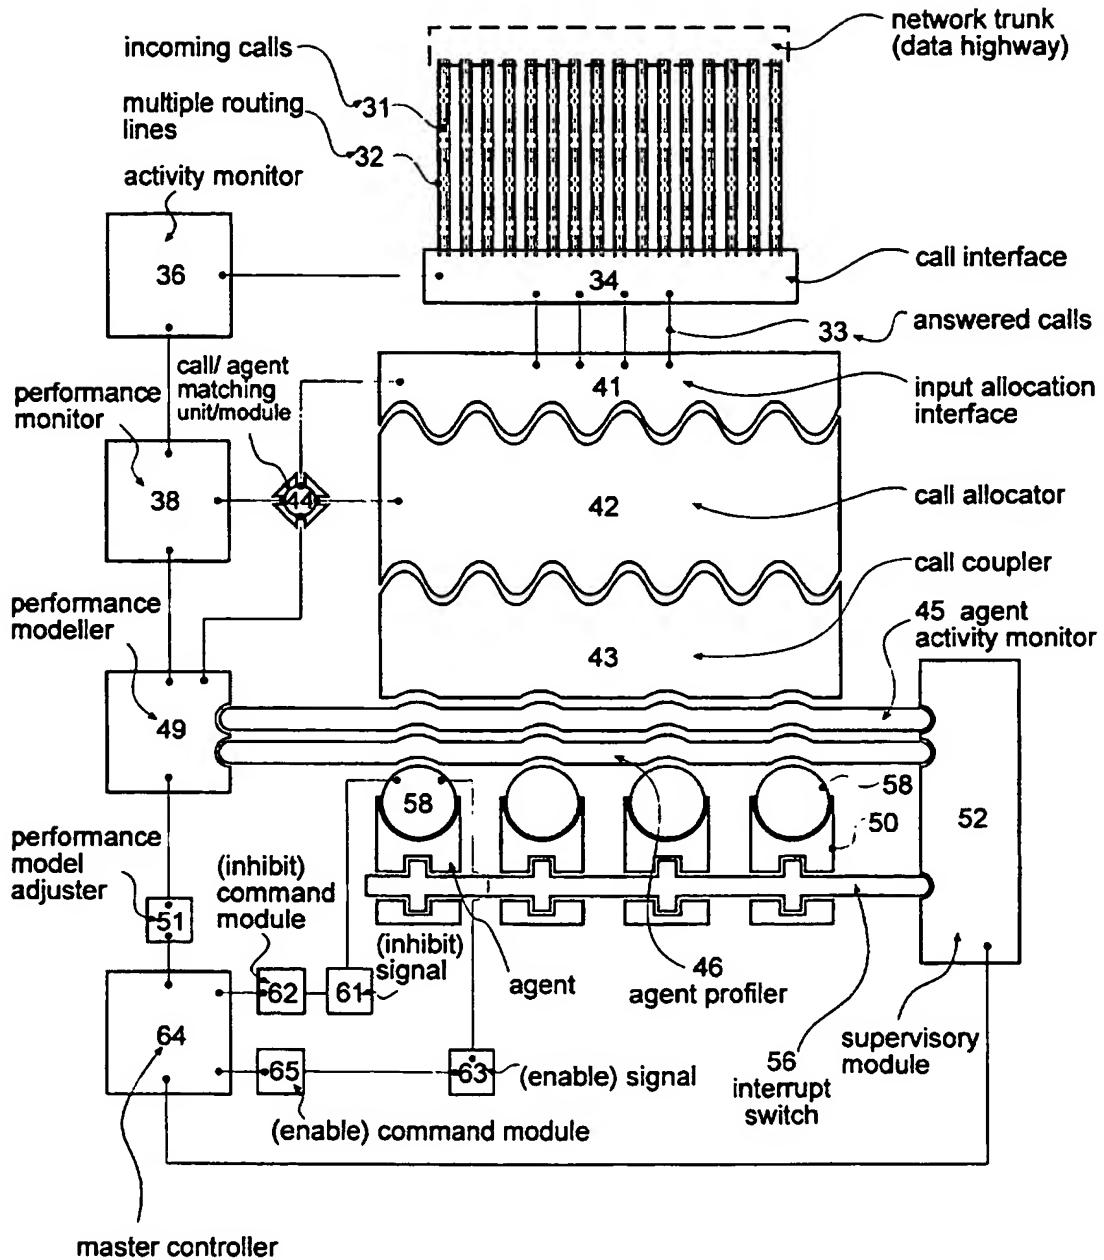 network trunk
(data highway)
incoming calls
31
multiple routing
lines
32
activity monitor
36
34
call interface
33
answered calls
call/ agent
matching
unit/module
41
input allocation
interface
performance
monitor
38
44
42
call allocator
call coupler
performance
modeller
45 agent
activity monitor
43
49
58
58
50
52
performance
model
adjuster
(inhibit)
command
module
51
(inhibit)
signal
agent
46
agent profiler
62
61
64
supervisory
module
56
interrupt
switch
65
63
(enable) signal
(enable) command module
master controller